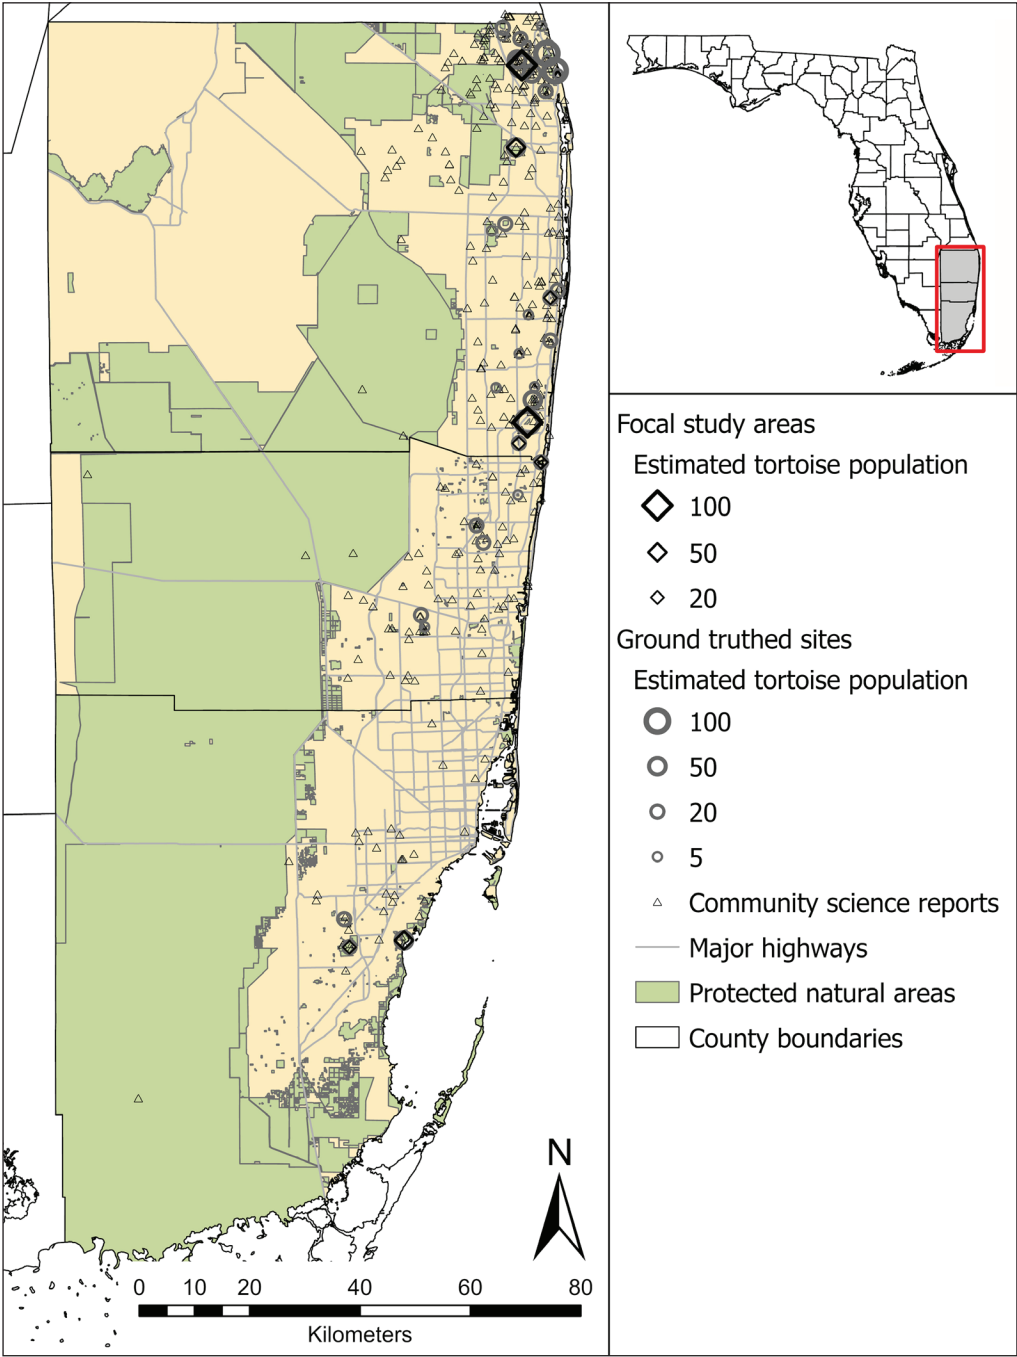 Focal study areas
Estimated tortoise population
100
50
20
Ground truthed sites
Estimated tortoise population
100
50
20
5
Community science reports
Major highways
Protected natural areas
County boundaries
N
0 10 20 40 60 80
Kilometers